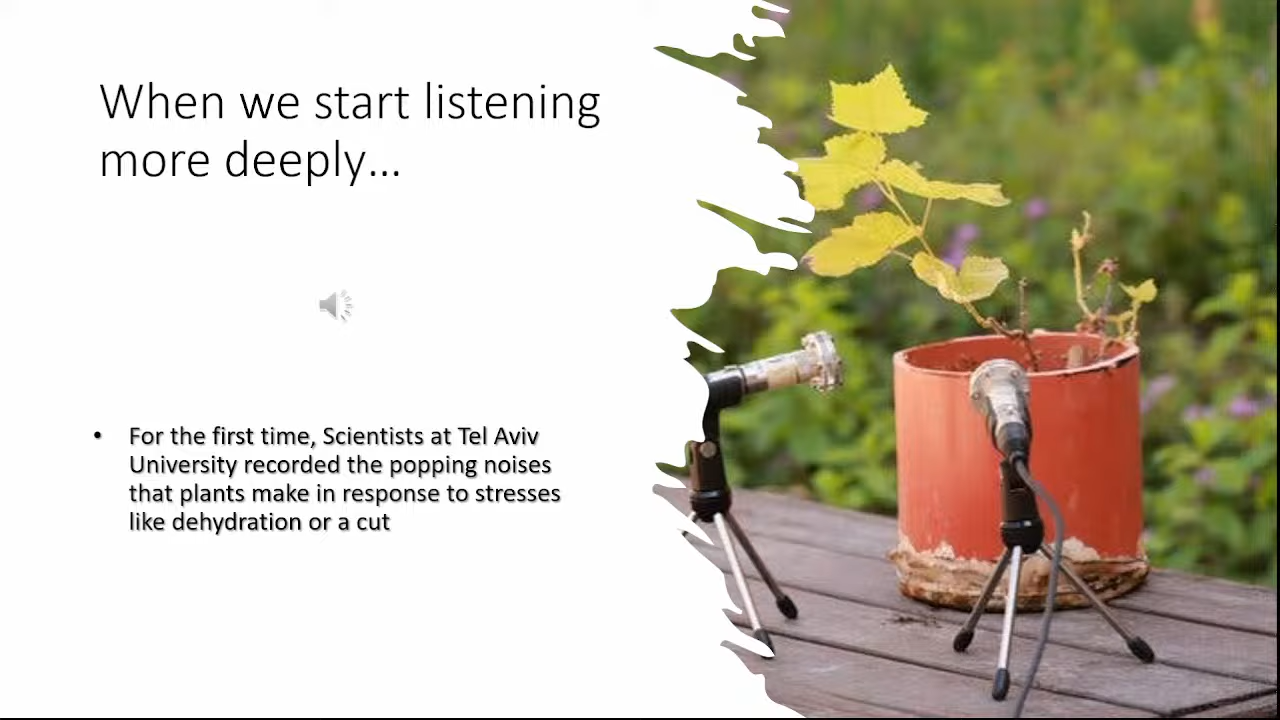 When we start listening
more deeply...
• For the first time, Scientists at Tel Aviv
University recorded the popping noises
that plants make in response to stresses
like dehydration or a cut